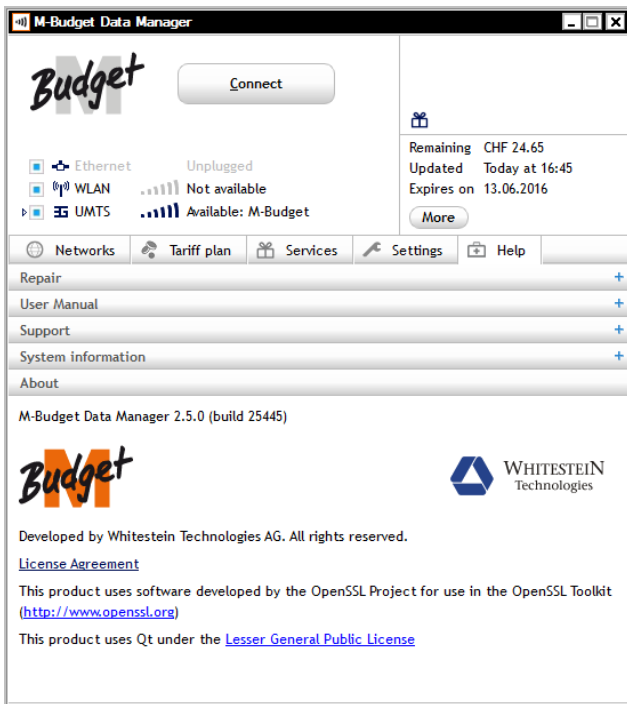 M-Budget Data Manager
M Budget
Connect
Remaining CHF 24.65
Updated Today at 16:45
Expires on 13.06.2016
More
Ethernet Unplugged
WLAN Not available
3G UMTS Available: M-Budget
Networks Tariff plan Services Settings Help
Repair
User Manual
Support
System information
About
M-Budget Data Manager 2.5.0 (build 25445)
M Budget
WHITESTEIN
Technologies
Developed by Whitestein Technologies AG. All rights reserved.
License Agreement
This product uses software developed by the OpenSSL Project for use in the OpenSSL Toolkit
(http://www.openssl.org)
This product uses Qt under the Lesser General Public License